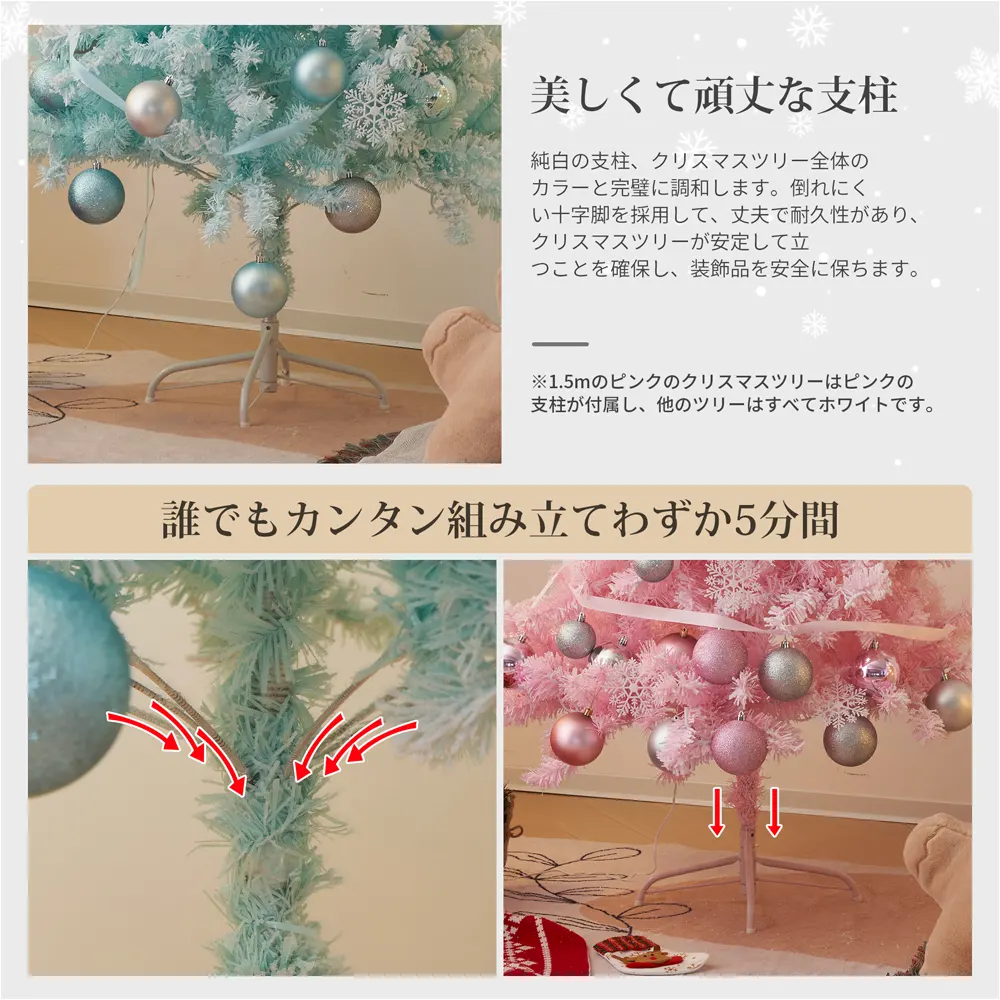 美しくて頑丈な支柱
純白の支柱、クリスマスツリー全体の
カラーと完璧に調和します。倒れにく
い十字脚を採用して、丈夫で耐久性があり、
クリスマスツリーが安定して立
つことを確保し、装飾品を安全に保ちます。
※1.5mのピンクのクリスマスツリーはピンクの
支柱が付属し、他のツリーはすべてホワイトです。
誰でもカンタン組み立てわずか5分間